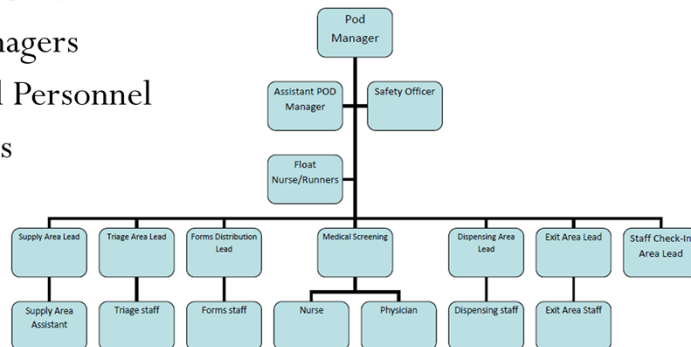 nagers
l Personnel
s
Pod
Manager
Assistant POD
Manager
Safety Officer
Float
Nurse/Runners
Supply Area Lead
Triage Area Lead
Forms Distribution
Lead
Medical Screening
Dispensing Area
Lead
Exit Area Lead
Staff Check-In
Area Lead
Supply Area
Assistant
Triage staff
Forms staff
Nurse
Physician
Dispensing staff
Exit Area Staff